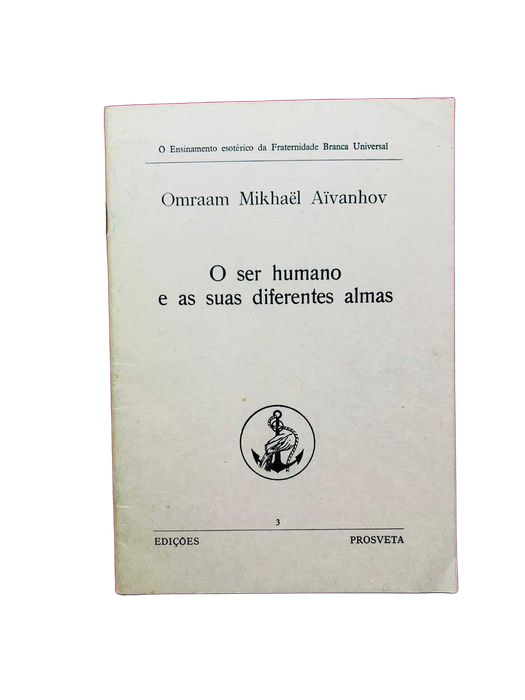 O Ensinamento esotérico da Fraternidade Branca Universal
Omraam Mikhaël Aïvanhov
O ser humano
e as suas diferentes almas
3
EDIÇÕES PROSVETA